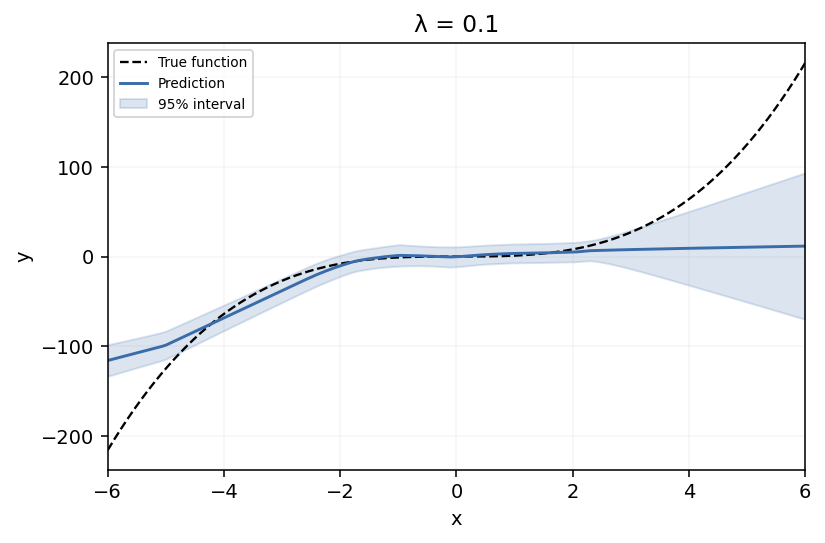 λ = 0.1
True function
Prediction
95% interval
200
100
0
−100
−200
y
−6
−4
−2
0
2
4
6
x